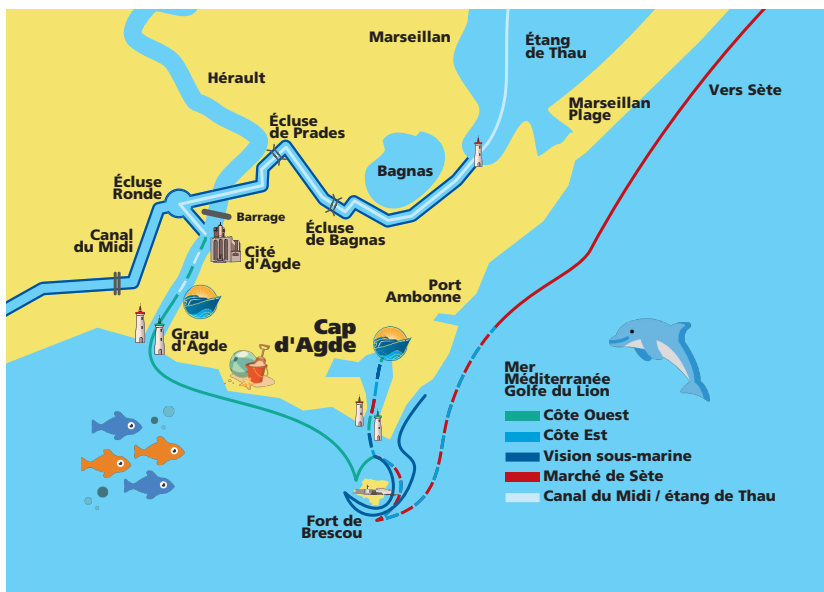 Marseillan
Étang
de Thau
Hérault
Vers Sète
Marseillan
Plage
Écluse
de Prades
Bagnas
Écluse
Ronde
Barrage
Écluse
de Bagnas
Canal
du Midi
Cité
d'Agde
Port
Ambonne
Grau
d'Agde
Cap
d'Agde
Mer
Méditerranée
Golfe du Lion
Côte Ouest
Côte Est
Vision sous-marine
Marché de Sète
Canal du Midi / étang de Thau
Fort de
Brescou